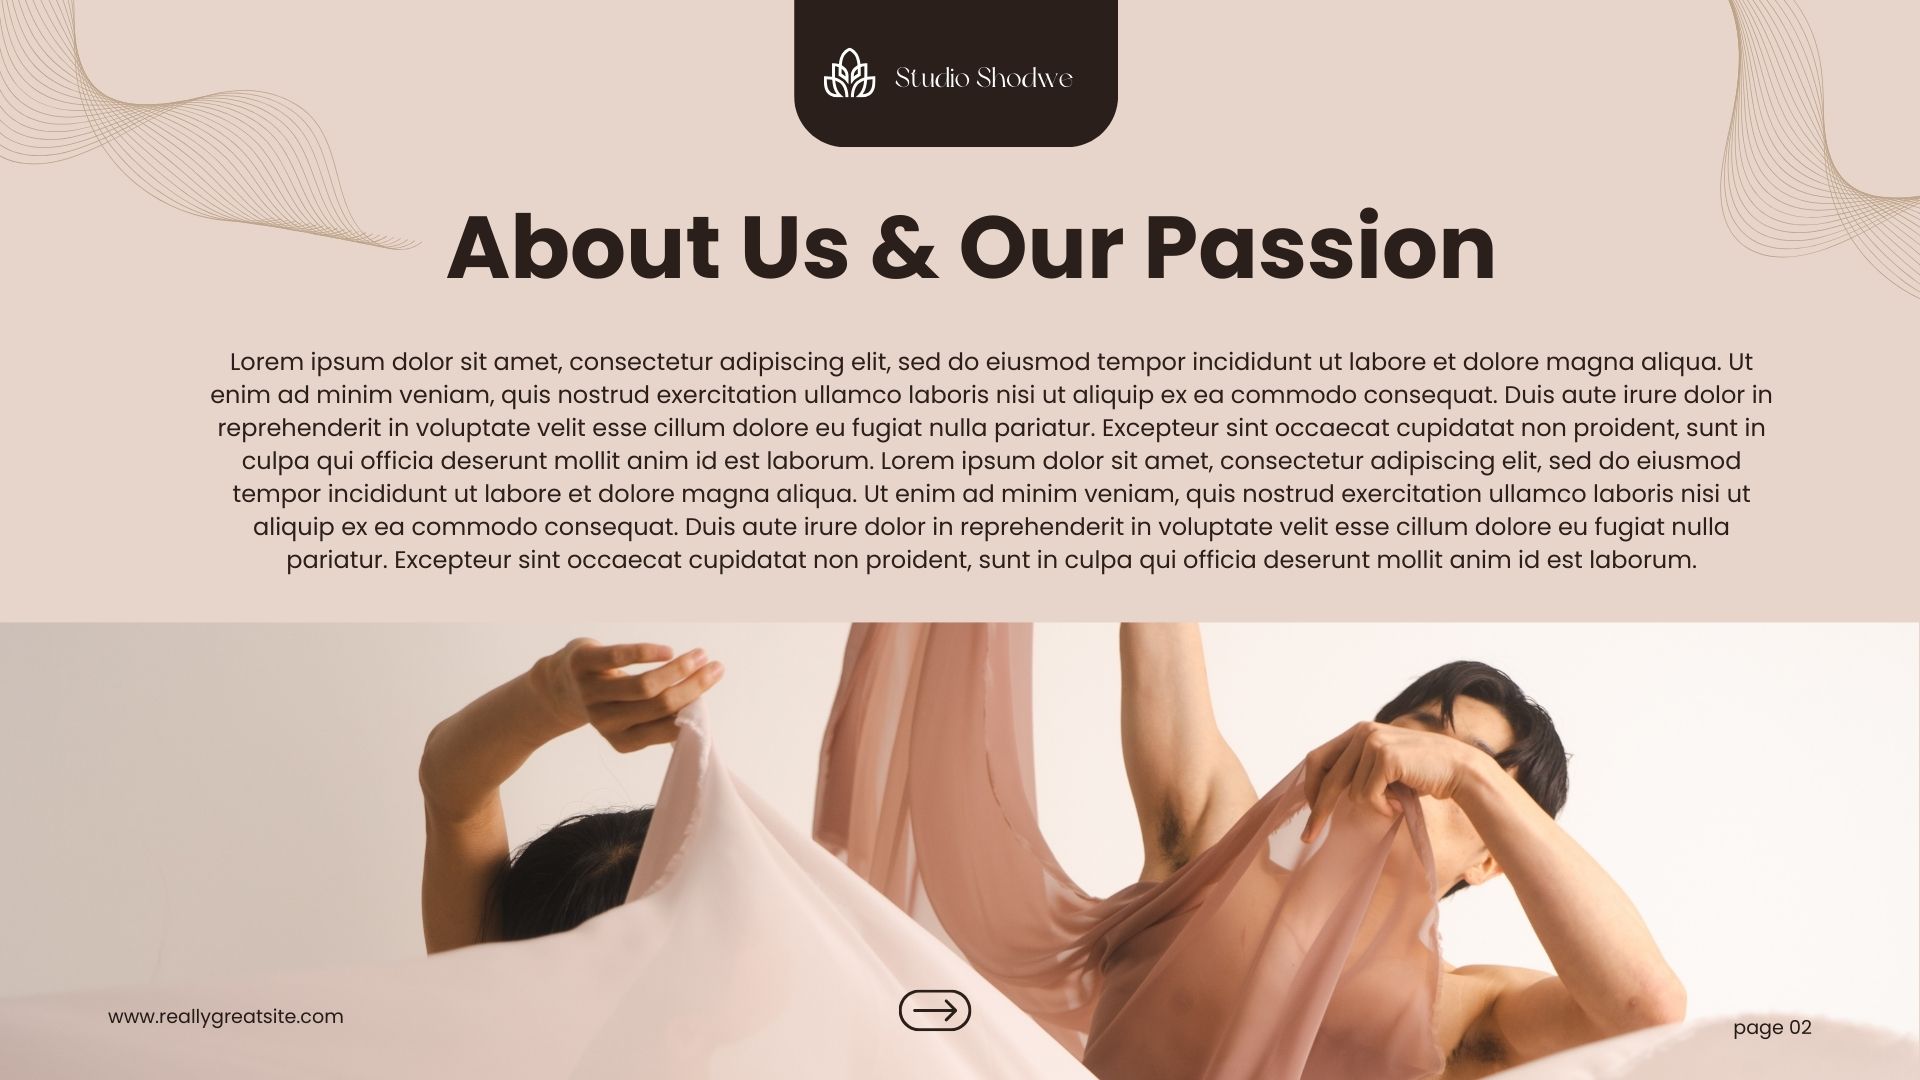 Studio Shodwe
About Us & Our Passion
Lorem ipsum dolor sit amet, consectetur adipiscing elit, sed do eiusmod tempor incididunt ut labore et dolore magna aliqua. Ut
enim ad minim veniam, quis nostrud exercitation ullamco laboris nisi ut aliquip ex ea commodo consequat. Duis aute irure dolor in
reprehenderit in voluptate velit esse cillum dolore eu fugiat nulla pariatur. Excepteur sint occaecat cupidatat non proident, sunt in
culpa qui officia deserunt mollit anim id est laborum. Lorem ipsum dolor sit amet, consectetur adipiscing elit, sed do eiusmod
tempor incididunt ut labore et dolore magna aliqua. Ut enim ad minim veniam, quis nostrud exercitation ullamco laboris nisi ut
aliquip ex ea commodo consequat. Duis aute irure dolor in reprehenderit in voluptate velit esse cillum dolore eu fugiat nulla
pariatur. Excepteur sint occaecat cupidatat non proident, sunt in culpa qui officia deserunt mollit anim id est laborum.
www.reallygreatsite.com
page 02